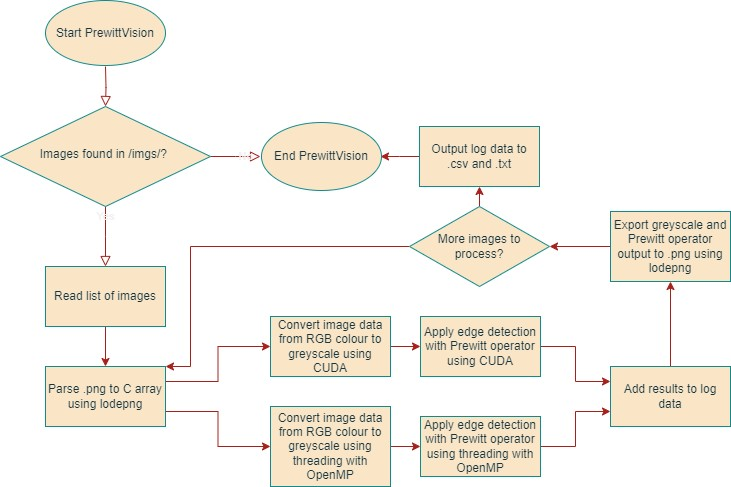 Start PrewittVision
Images found in /imgs/?
No
End PrewittVision
Output log data to
.csv and .txt
Yes
More images to
process?
Export greyscale and
Prewitt operator
output to .png using
lodepng
Read list of images
Convert image data
from RGB colour to
greyscale using
CUDA
Apply edge detection
with Prewitt operator
using CUDA
Parse .png to C array
using lodepng
Add results to log
data
Convert image data
from RGB colour to
greyscale using
threading with
OpenMP
Apply edge detection
with Prewitt operator
using threading with
OpenMP